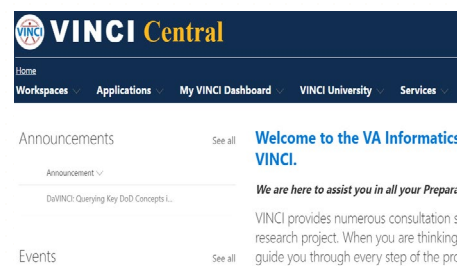 VINCI
VINCI Central
Home
Workspaces Applications My VINCI Dashboard VINCI University Services
Announcements See all
Announcement
DaVINCI: Querying Key DoD Concepts i...
Events See all
Welcome to the VA Informatics
VINCI.
We are here to assist you in all your Prepara
VINCI provides numerous consultation s
research project. When you are thinking
guide you through every step of the pro